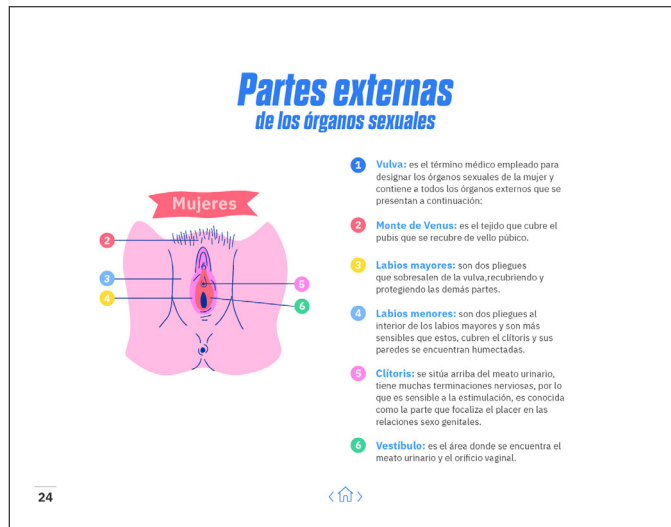 Partes externas
de los órganos sexuales
Mujeres
2
3
4
5
6
1 Vulva: es el término médico empleado para
designar los órganos sexuales de la mujer y
contiene a todos los órganos externos que se
presentan a continuación:
2 Monte de Venus: es el tejido que cubre el
pubis que se recubre de vello púbico.
3 Labios mayores: son dos pliegues
que sobresalen de la vulva,recubriendo y
protegiendo las demás partes.
4 Labios menores: son dos pliegues al
interior de los labios mayores y son más
sensibles que estos, cubren el clítoris y sus
paredes se encuentran humectadas.
5 Clítoris: se sitúa arriba del meato urinario,
tiene muchas terminaciones nerviosas, por lo
que es sensible a la estimulación, es conocida
como la parte que focaliza el placer en las
relaciones sexo genitales.
6 Vestíbulo: es el área donde se encuentra el
meato urinario y el orificio vaginal.
24